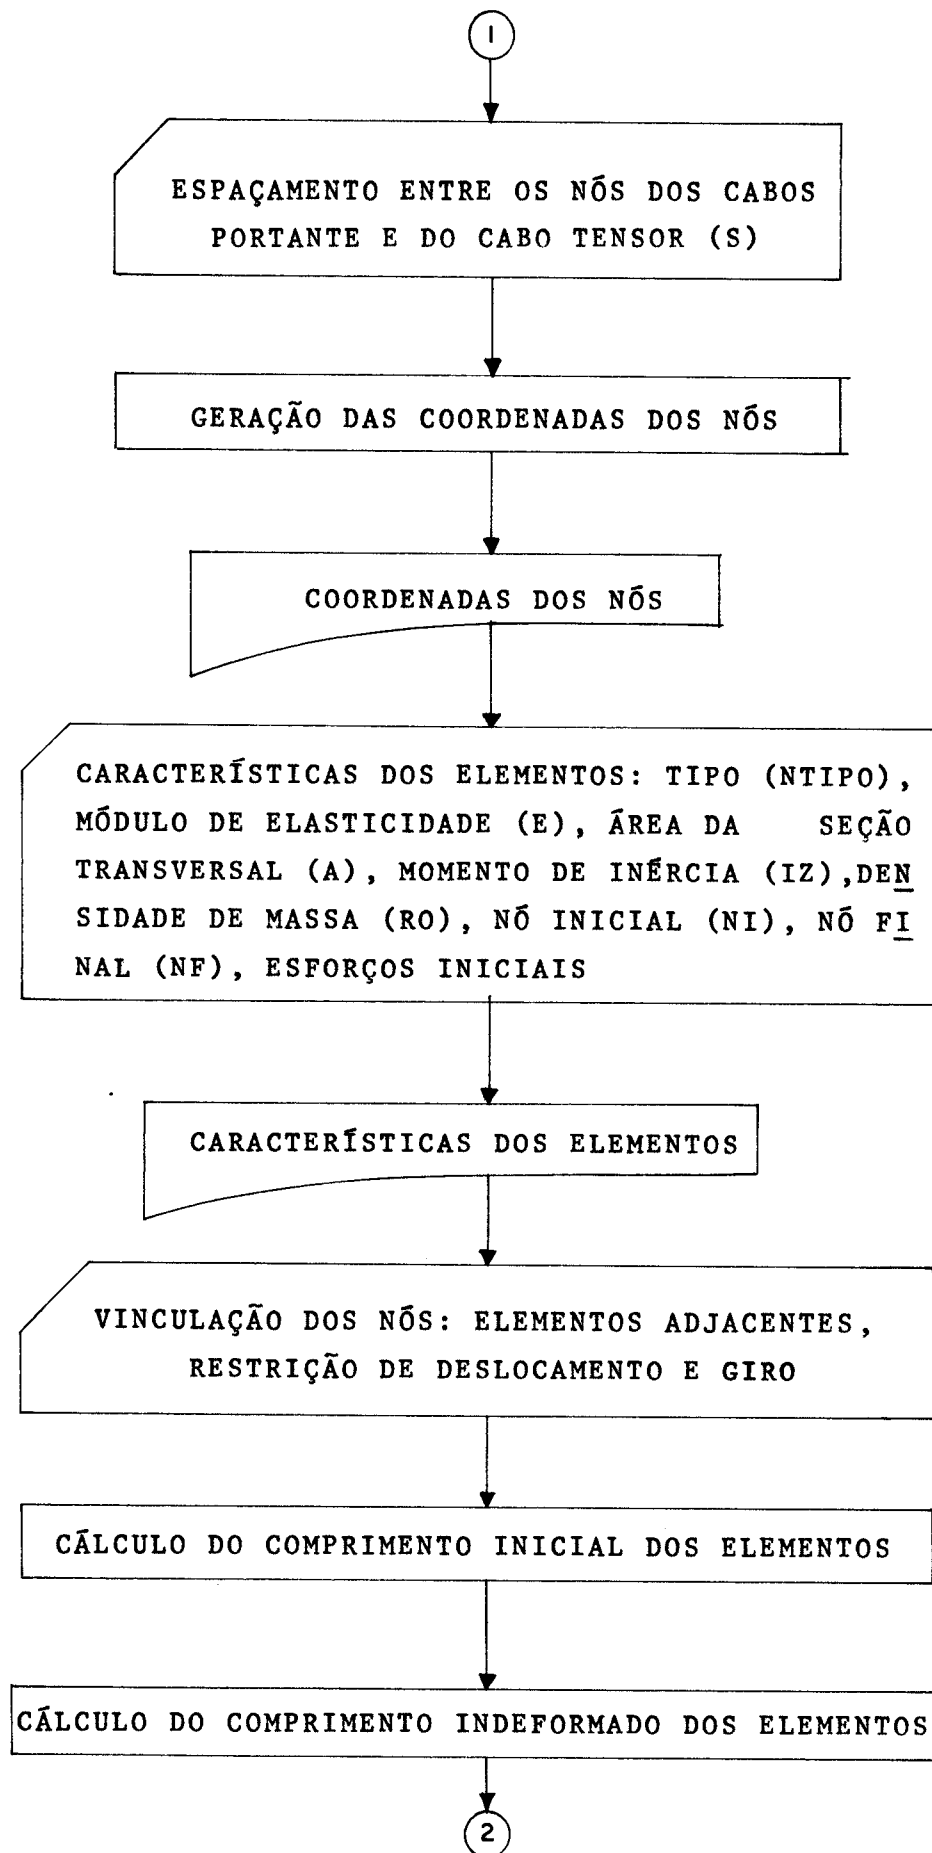 1
ESPAÇAMENTO ENTRE OS NÓS DOS CABOS
PORTANTE E DO CABO TENSOR (S)
GERAÇÃO DAS COORDENADAS DOS NÓS
COORDENADAS DOS NÓS
CARACTERÍSTICAS DOS ELEMENTOS: TIPO (NTIPO),
MÓDULO DE ELASTICIDADE (E), ÁREA DA SEÇÃO
TRANSVERSAL (A), MOMENTO DE INÉRCIA (IZ),DEN
SIDADE DE MASSA (RO), NÓ INICIAL (NI), NÓ FI
NAL (NF), ESFORÇOS INICIAIS
CARACTERÍSTICAS DOS ELEMENTOS
VINCULAÇÃO DOS NÓS: ELEMENTOS ADJACENTES,
RESTRIÇÃO DE DESLOCAMENTO E GIRO
CÁLCULO DO COMPRIMENTO INICIAL DOS ELEMENTOS
CÁLCULO DO COMPRIMENTO INDEFORMADO DOS ELEMENTOS
2